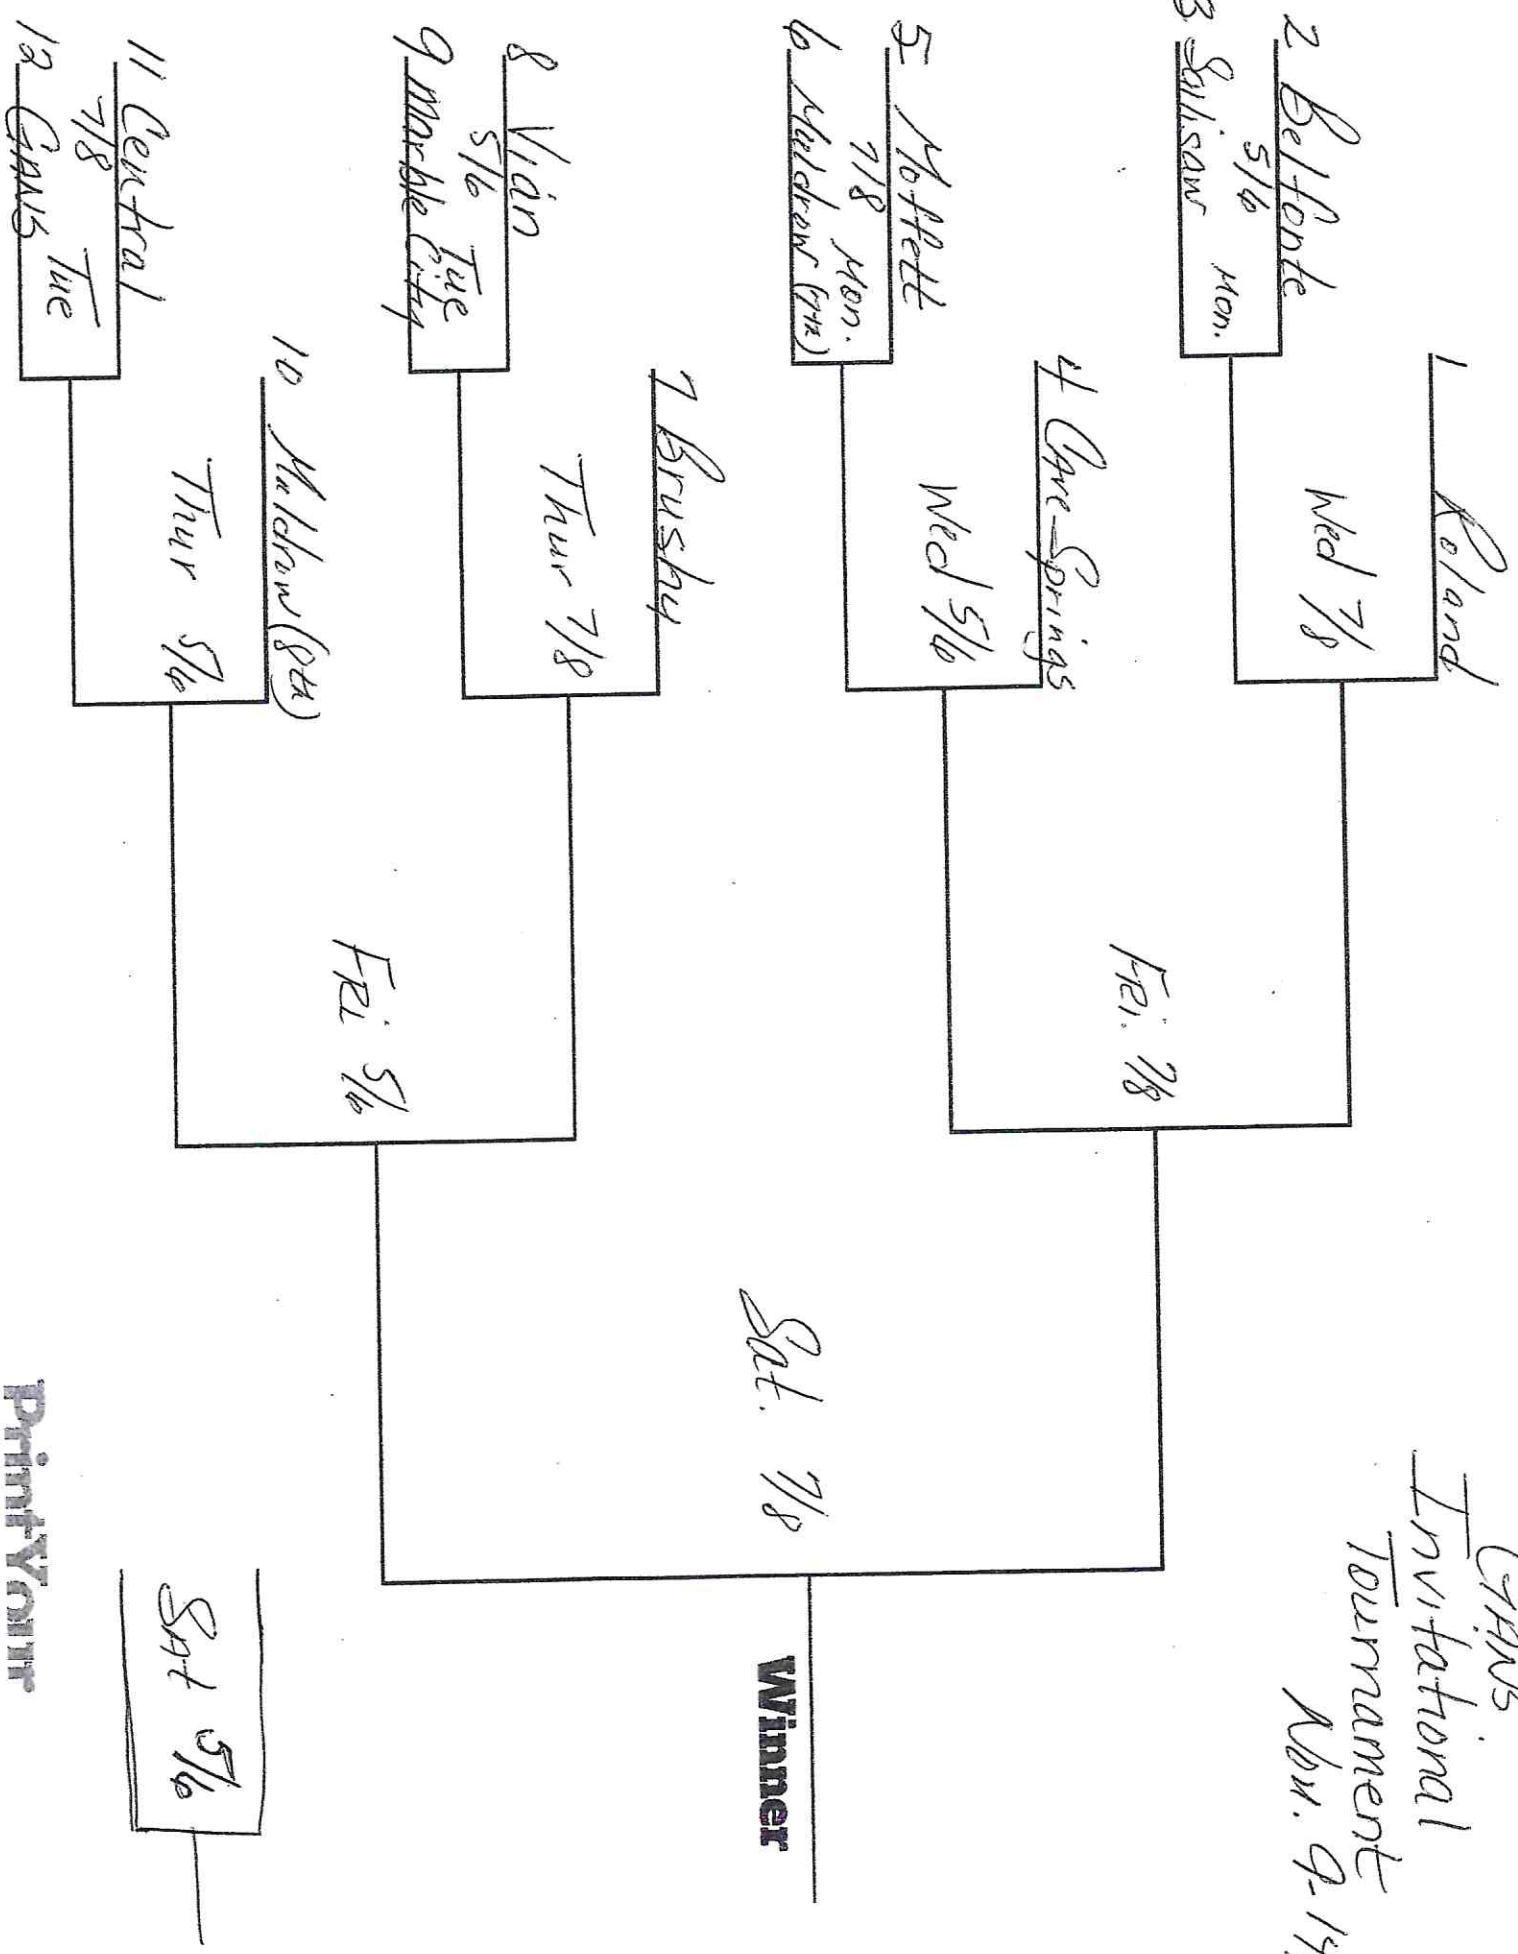 GANS
Invitational
Tournament
Nov. 9-14
1 Roland
Wed 7/8
2 Belfonte
5/6
Mon.
3 Sallisaw
Fri. 7/8
4 Cave-Springs
Wed 5/6
5 Moffett
7/8 Mon.
6 Muldrow (7th)
Sat. 7/8
Winner
7 Brushy
Thur 7/8
8 Vian
5/6 Tue
9 Marble City
Fri 5/6
10 Muldrow (8th)
Thur 5/6
11 Central
7/8 Tue
12 GANS
Sat 5/6
PrintYour